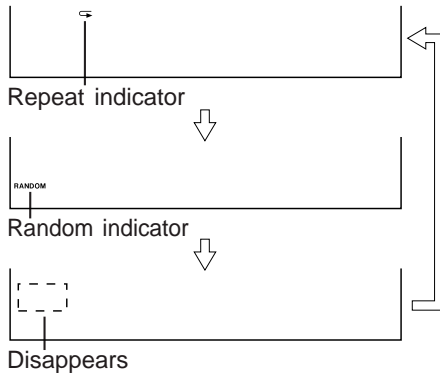 Repeat indicator
RANDOM
Random indicator
Disappears